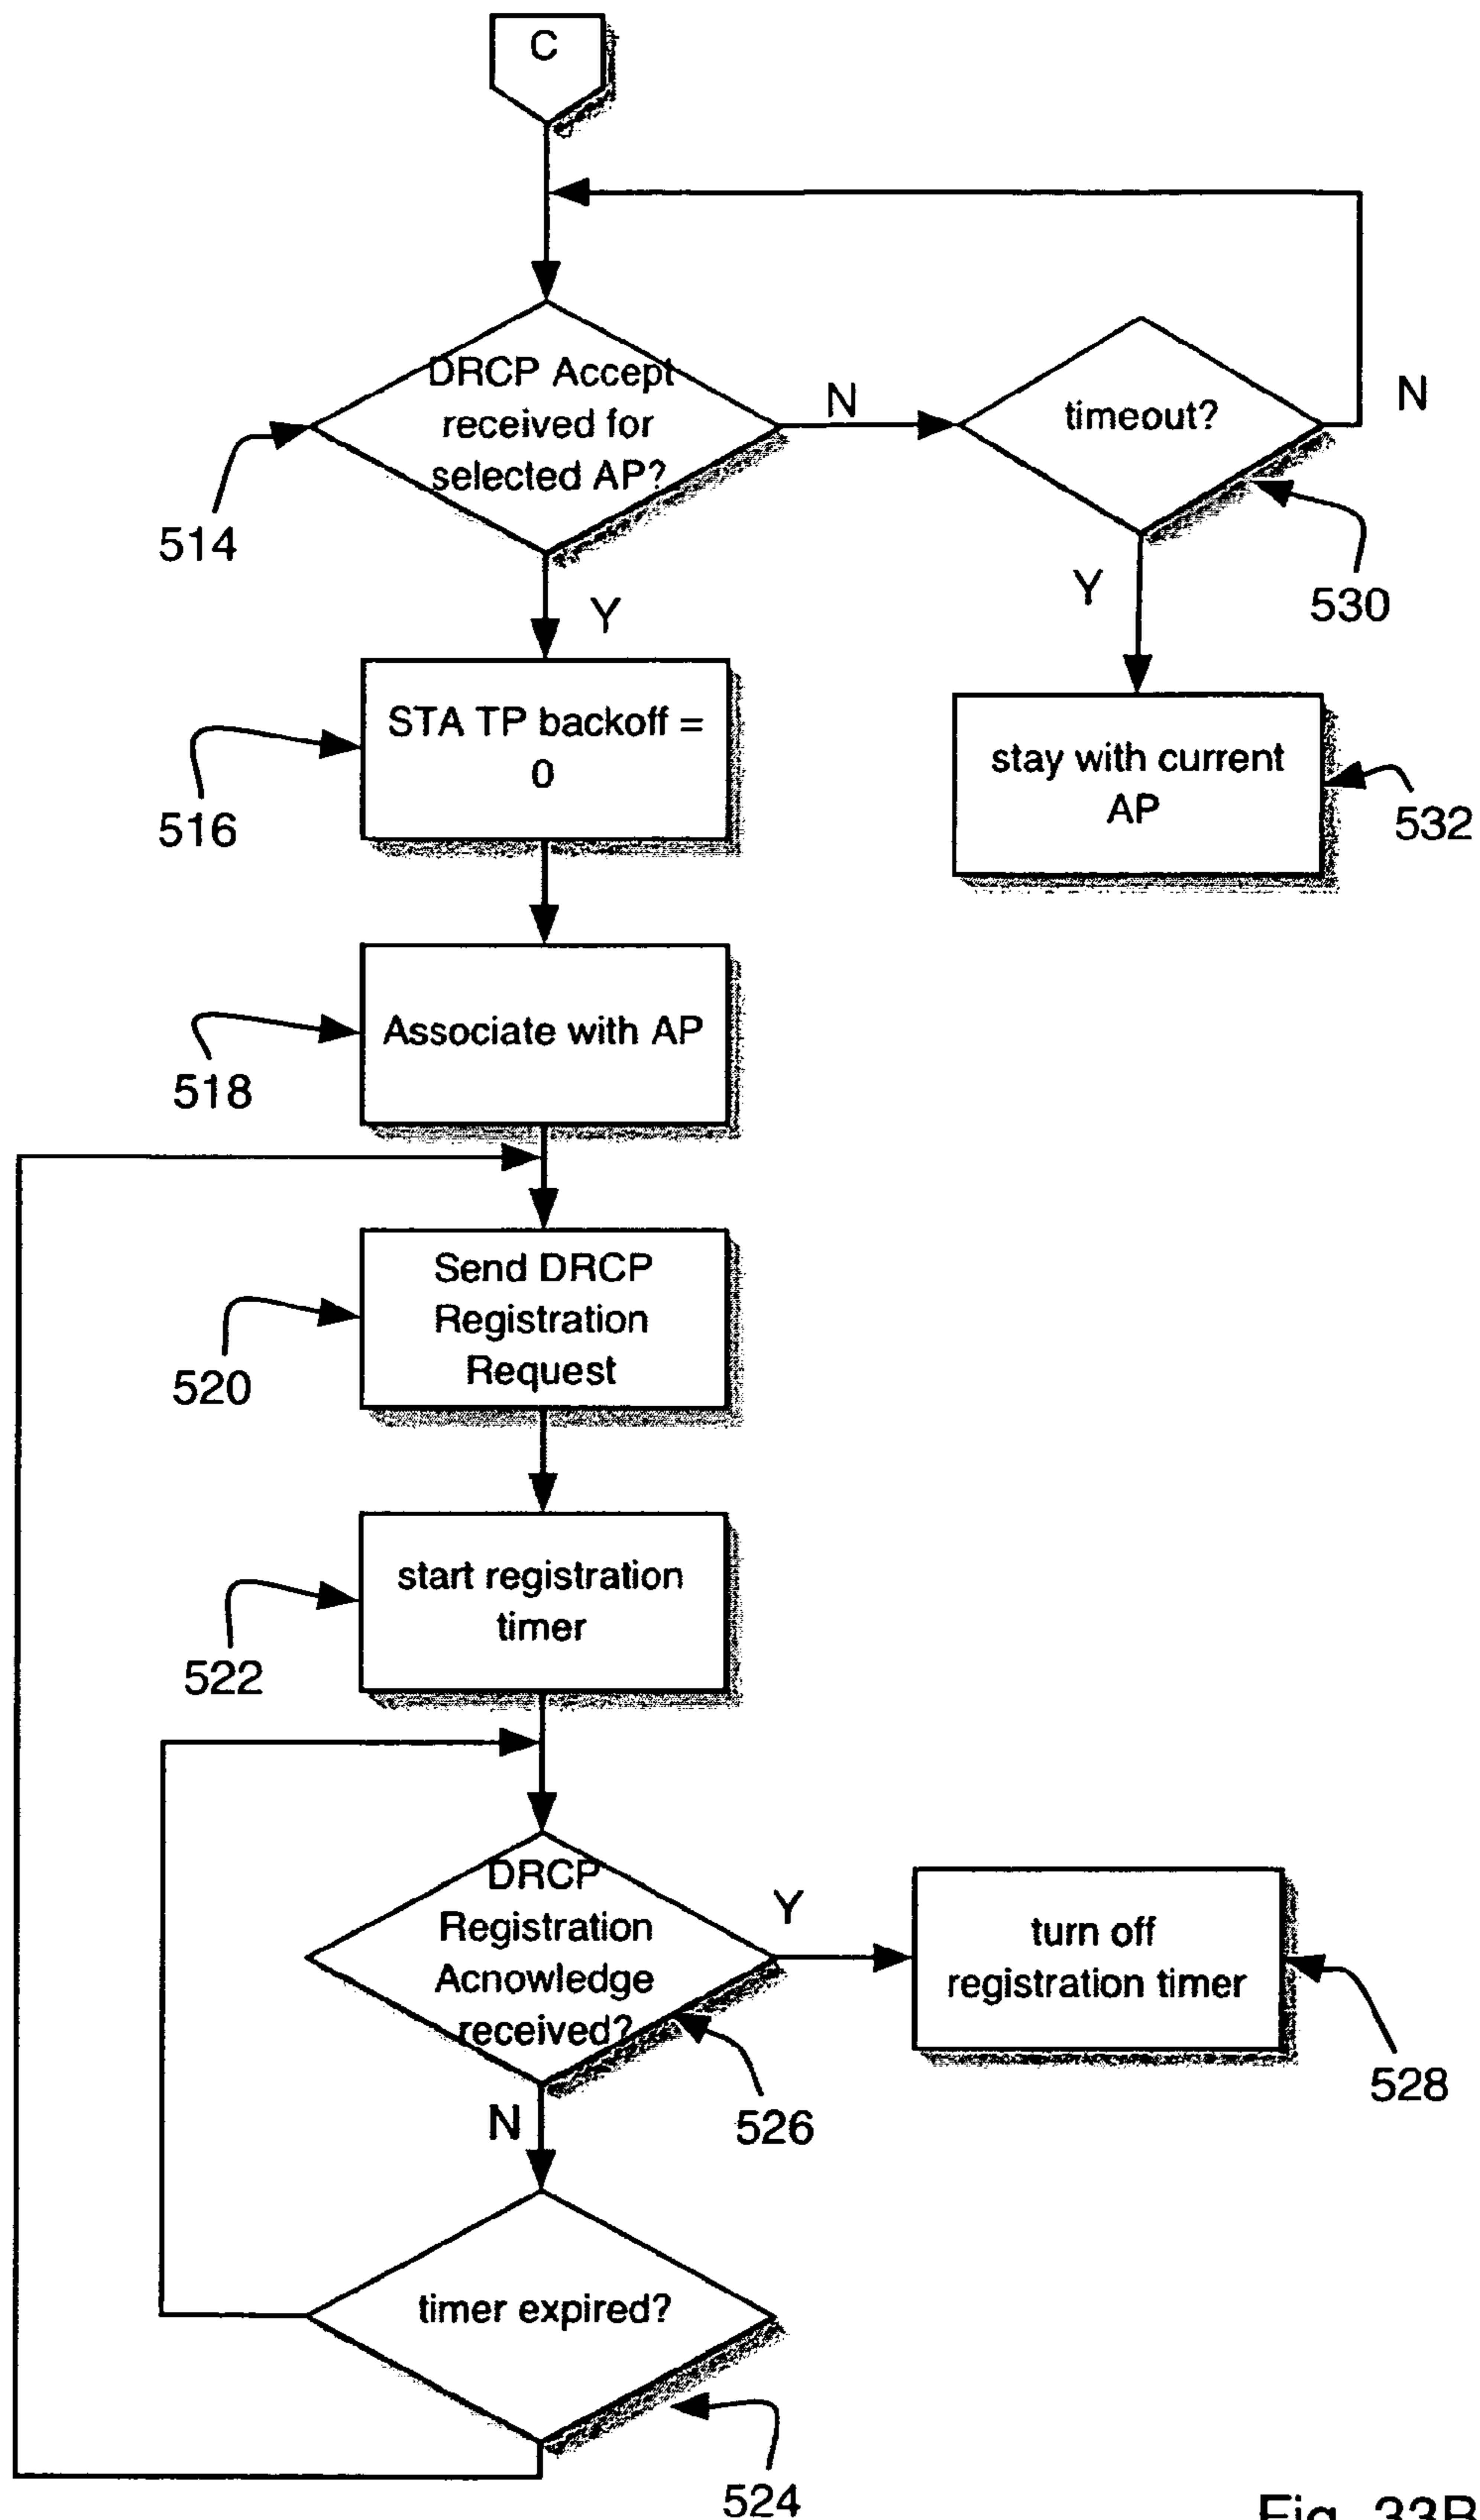 C
DRCP Accept
received for
selected AP?
N
timeout?
N
514
Y
Y
530
STA TP backoff =
0
516
stay with current
AP
532
Associate with AP
518
Send DRCP
Registration
Request
520
start registration
timer
522
DRCP
Registration
Acnowledge
received?
Y
turn off
registration timer
528
N
526
timer expired?
524
Fig. 33B